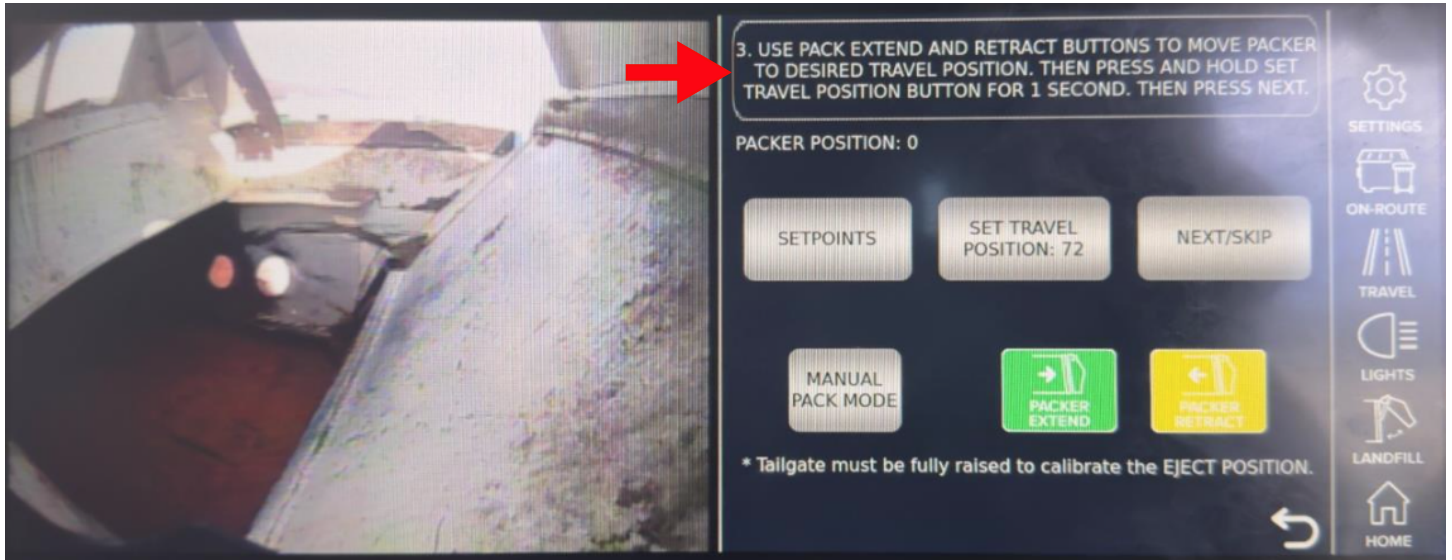 3. USE PACK EXTEND AND RETRACT BUTTONS TO MOVE PACKER
TO DESIRED TRAVEL POSITION. THEN PRESS AND HOLD SET
TRAVEL POSITION BUTTON FOR 1 SECOND. THEN PRESS NEXT.
PACKER POSITION: 0
SETPOINTS
SET TRAVEL
POSITION: 72
NEXT/SKIP
MANUAL
PACK MODE
PACKER
EXTEND
PACKER
RETRACT
* Tailgate must be fully raised to calibrate the EJECT POSITION.
SETTINGS
ON-ROUTE
TRAVEL
LIGHTS
LANDFILL
HOME